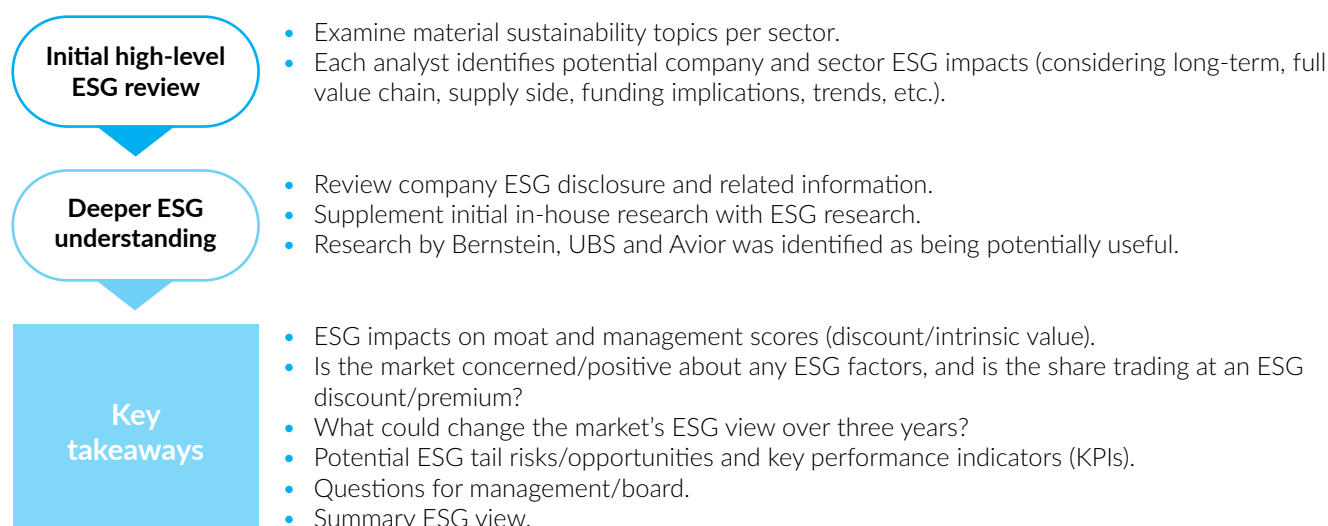 Initial high-level
ESG review
• Examine material sustainability topics per sector.
• Each analyst identifies potential company and sector ESG impacts (considering long-term, full
value chain, supply side, funding implications, trends, etc.).
Deeper ESG
understanding
• Review company ESG disclosure and related information.
• Supplement initial in-house research with ESG research.
• Research by Bernstein, UBS and Avior was identified as being potentially useful.
Key
takeaways
• ESG impacts on moat and management scores (discount/intrinsic value).
• Is the market concerned/positive about any ESG factors, and is the share trading at an ESG
discount/premium?
• What could change the market's ESG view over three years?
• Potential ESG tail risks/opportunities and key performance indicators (KPIs).
• Questions for management/board.
• Summary ESG view.